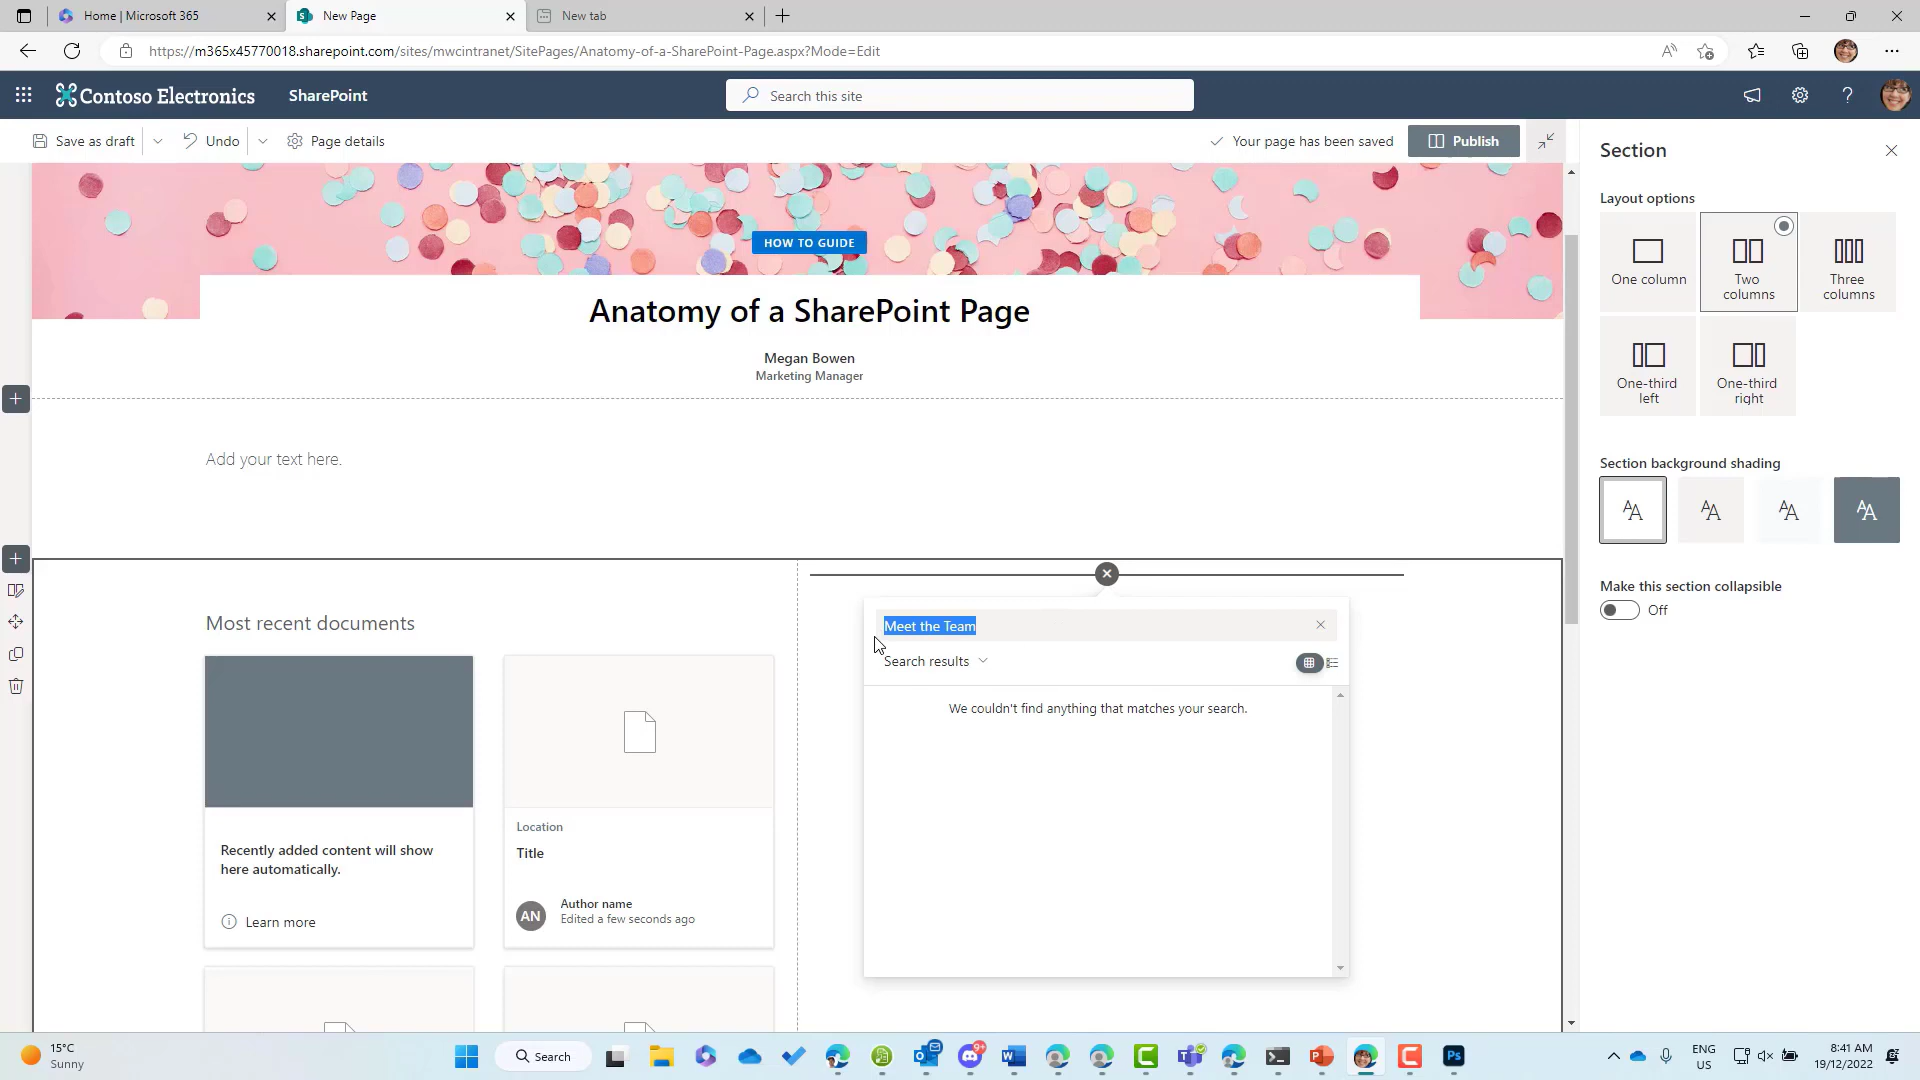 Home | Microsoft 365
New Page
New tab
https://m365x45770018.sharepoint.com/sites/mwcintranet/SitePages/Anatomy-of-a-SharePoint-Page.aspx?Mode=Edit
Contoso Electronics
SharePoint
Search this site
Save as draft
Undo
Page details
Your page has been saved
Publish
HOW TO GUIDE
Anatomy of a SharePoint Page
Megan Bowen
Marketing Manager
Add your text here.
Most recent documents
Recently added content will show
here automatically.
Learn more
Location
Title
AN
Author name
Edited a few seconds ago
Meet the Team
Search results
We couldn't find anything that matches your search.
Section
Layout options
One column
Two
columns
Three
columns
One-third
left
One-third
right
Section background shading
Make this section collapsible
Off
15°C
Sunny
Search
9+
Ps
ENG
US
8:41 AM
19/12/2022